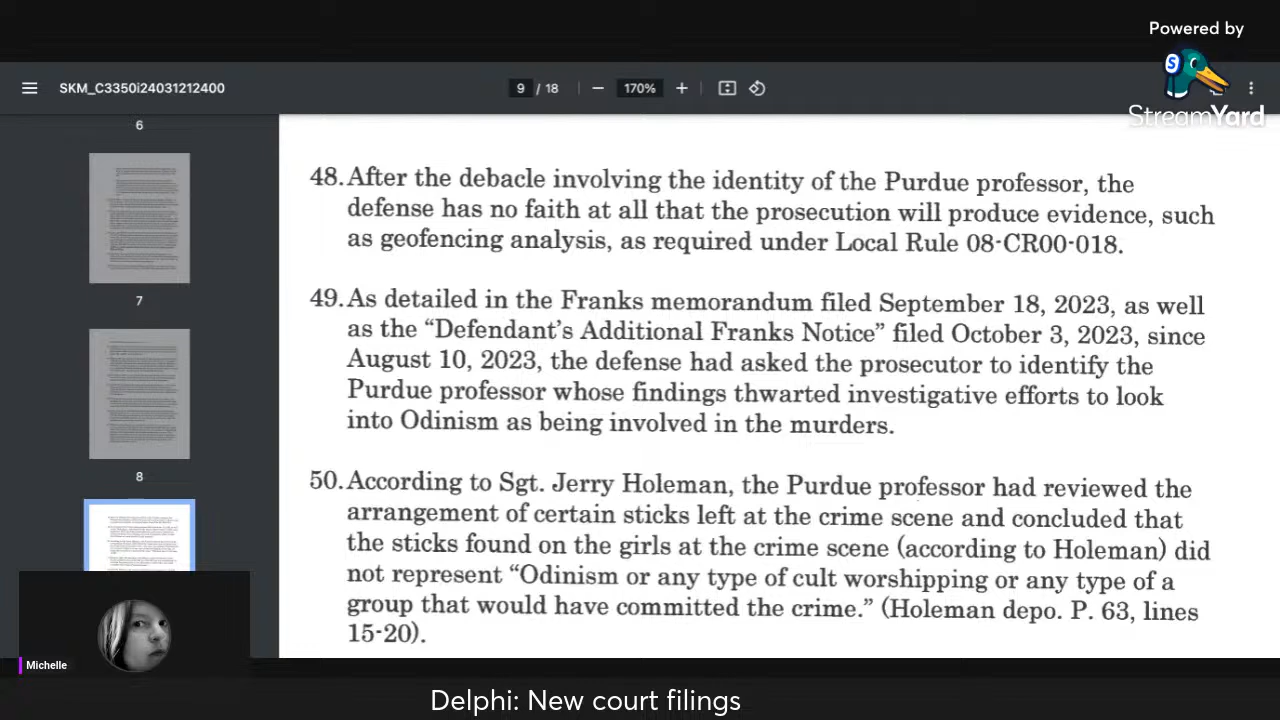 Powered by
S
StreamYard
SKM_C3350i24031212400
9 / 18
170%
6
7
8
48. After the debacle involving the identity of the Purdue professor, the
defense has no faith at all that the prosecution will produce evidence, such
as geofencing analysis, as required under Local Rule 08-CR00-018.
49. As detailed in the Franks memorandum filed September 18, 2023, as well
as the “Defendant’s Additional Franks Notice” filed October 3, 2023, since
August 10, 2023, the defense had asked the prosecutor to identify the
Purdue professor whose findings thwarted investigative efforts to look
into Odinism as being involved in the murders.
50. According to Sgt. Jerry Holeman, the Purdue professor had reviewed the
arrangement of certain sticks left at the crime scene and concluded that
the sticks found on the girls at the crime scene (according to Holeman) did
not represent “Odinism or any type of cult worshipping or any type of a
group that would have committed the crime.” (Holeman depo. P. 63, lines
15-20).
Michelle
Delphi: New court filings